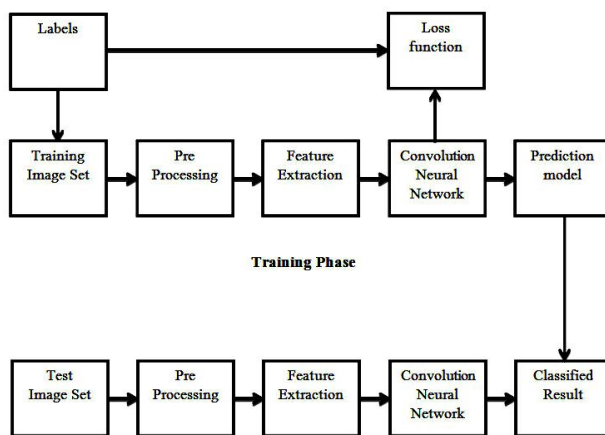 Labels
Loss
function
Training
Image Set
Pre
Processing
Feature
Extraction
Convolution
Neural
Network
Prediction
model
Training Phase
Test
Image Set
Pre
Processing
Feature
Extraction
Convolution
Neural
Network
Classified
Result